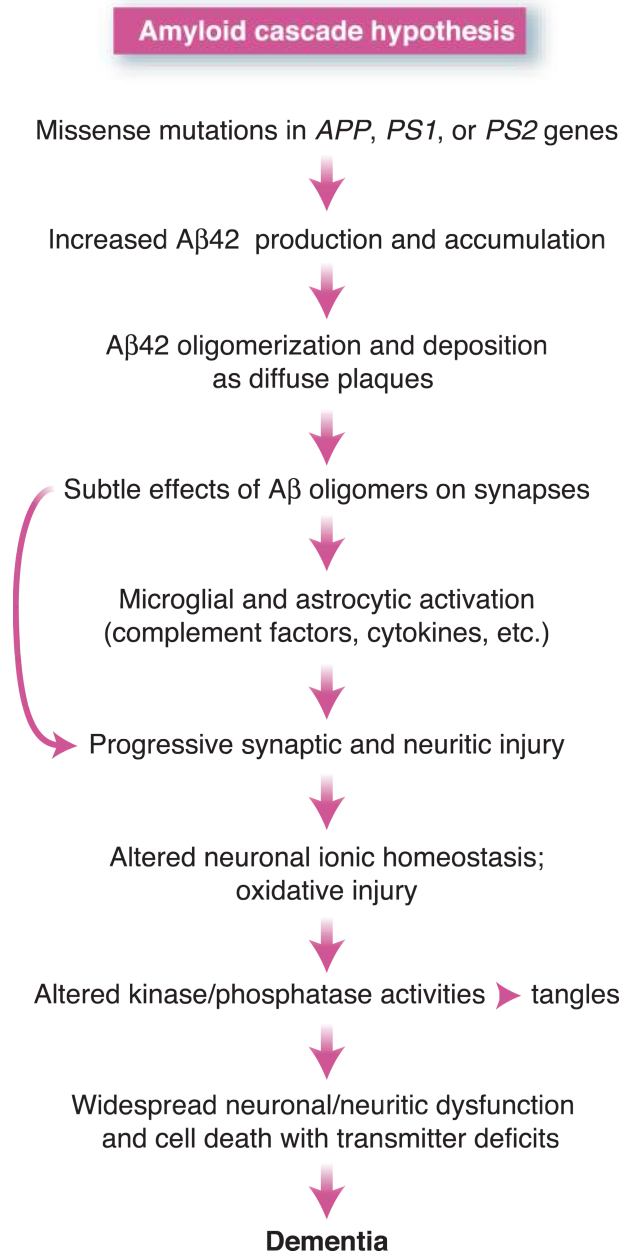 Amyloid cascade hypothesis
Missense mutations in APP, PS1, or PS2 genes
Increased Aβ42 production and accumulation
Aβ42 oligomerization and deposition
as diffuse plaques
Subtle effects of Aβ oligomers on synapses
Microglial and astrocytic activation
(complement factors, cytokines, etc.)
Progressive synaptic and neuritic injury
Altered neuronal ionic homeostasis;
oxidative injury
Altered kinase/phosphatase activities tangles
Widespread neuronal/neuritic dysfunction
and cell death with transmitter deficits
Dementia